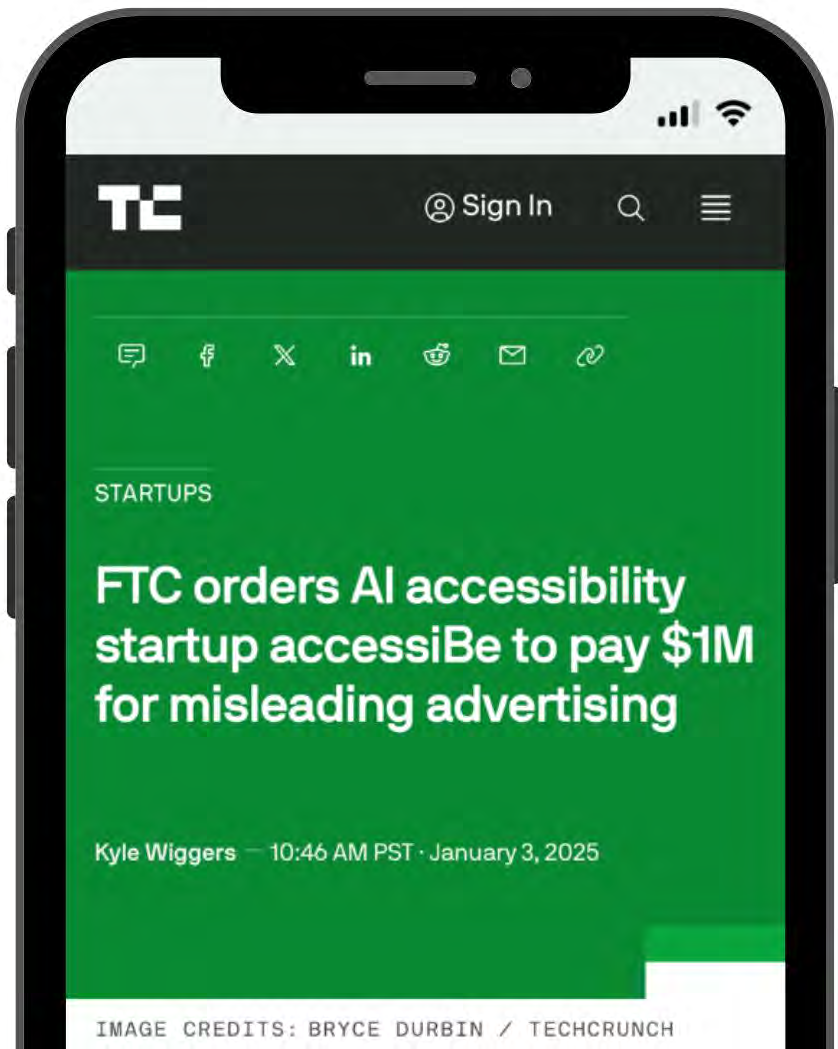 TC
Sign In
STARTUPS
FTC orders AI accessibility
startup accessiBe to pay $1M
for misleading advertising
Kyle Wiggers — 10:46 AM PST · January 3, 2025
IMAGE CREDITS: BRYCE DURBIN / TECHCRUNCH